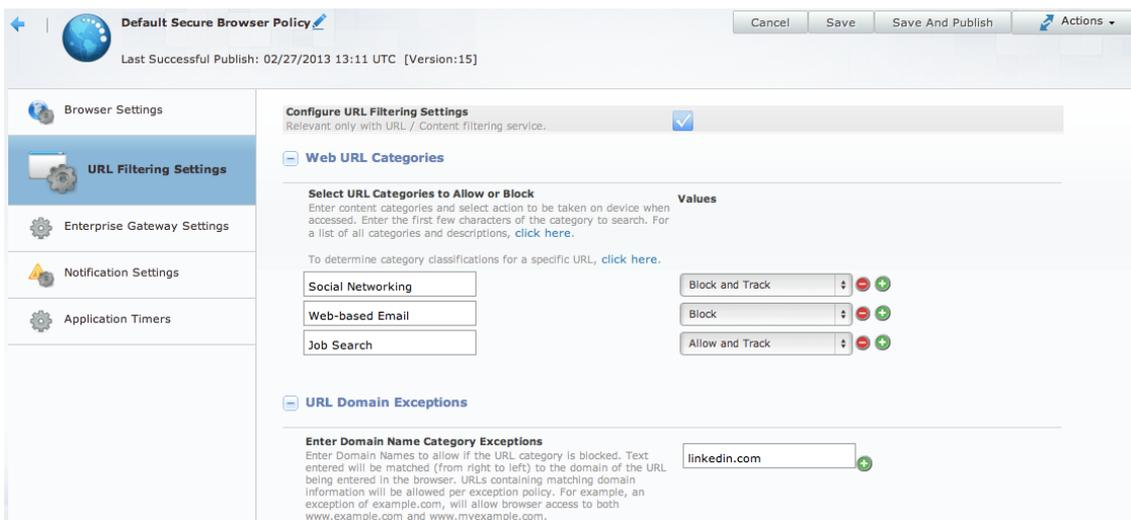 Default Secure Browser Policy
Cancel Save Save And Publish Actions
Last Successful Publish: 02/27/2013 13:11 UTC [Version:15]
Browser Settings
URL Filtering Settings
Enterprise Gateway Settings
Notification Settings
Application Timers
Configure URL Filtering Settings
Relevant only with URL / Content filtering service.
Web URL Categories
Select URL Categories to Allow or Block
Values
Enter content categories and select action to be taken on device when
accessed. Enter the first few characters of the category to search. For
a list of all categories and descriptions, click here.
To determine category classifications for a specific URL, click here.
Social Networking Block and Track
Web-based Email Block
Job Search Allow and Track
URL Domain Exceptions
Enter Domain Name Category Exceptions
Enter Domain Names to allow if the URL category is blocked. Text
entered will be matched (from right to left) to the domain of the URL
being entered in the browser. URLs containing matching domain
information will be allowed per exception policy. For example, an
exception of example.com, will allow browser access to both
www.example.com and www.myexample.com.
linkedin.com